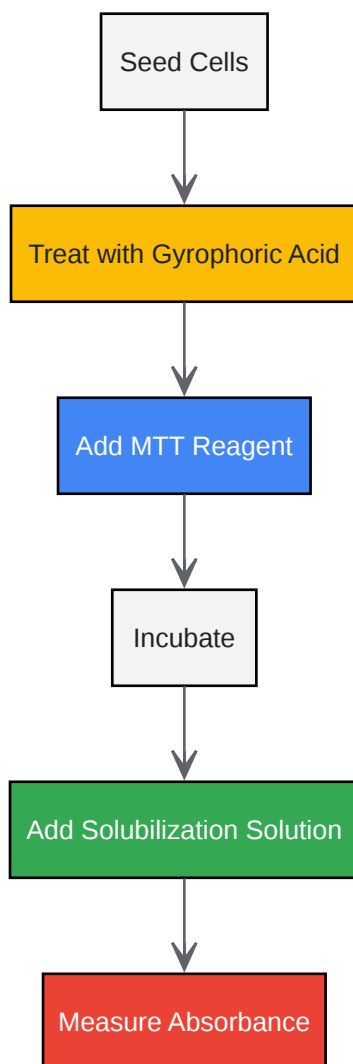 Seed Cells
Treat with Gyrophoric Acid
Add MTT Reagent
Incubate
Add Solubilization Solution
Measure Absorbance